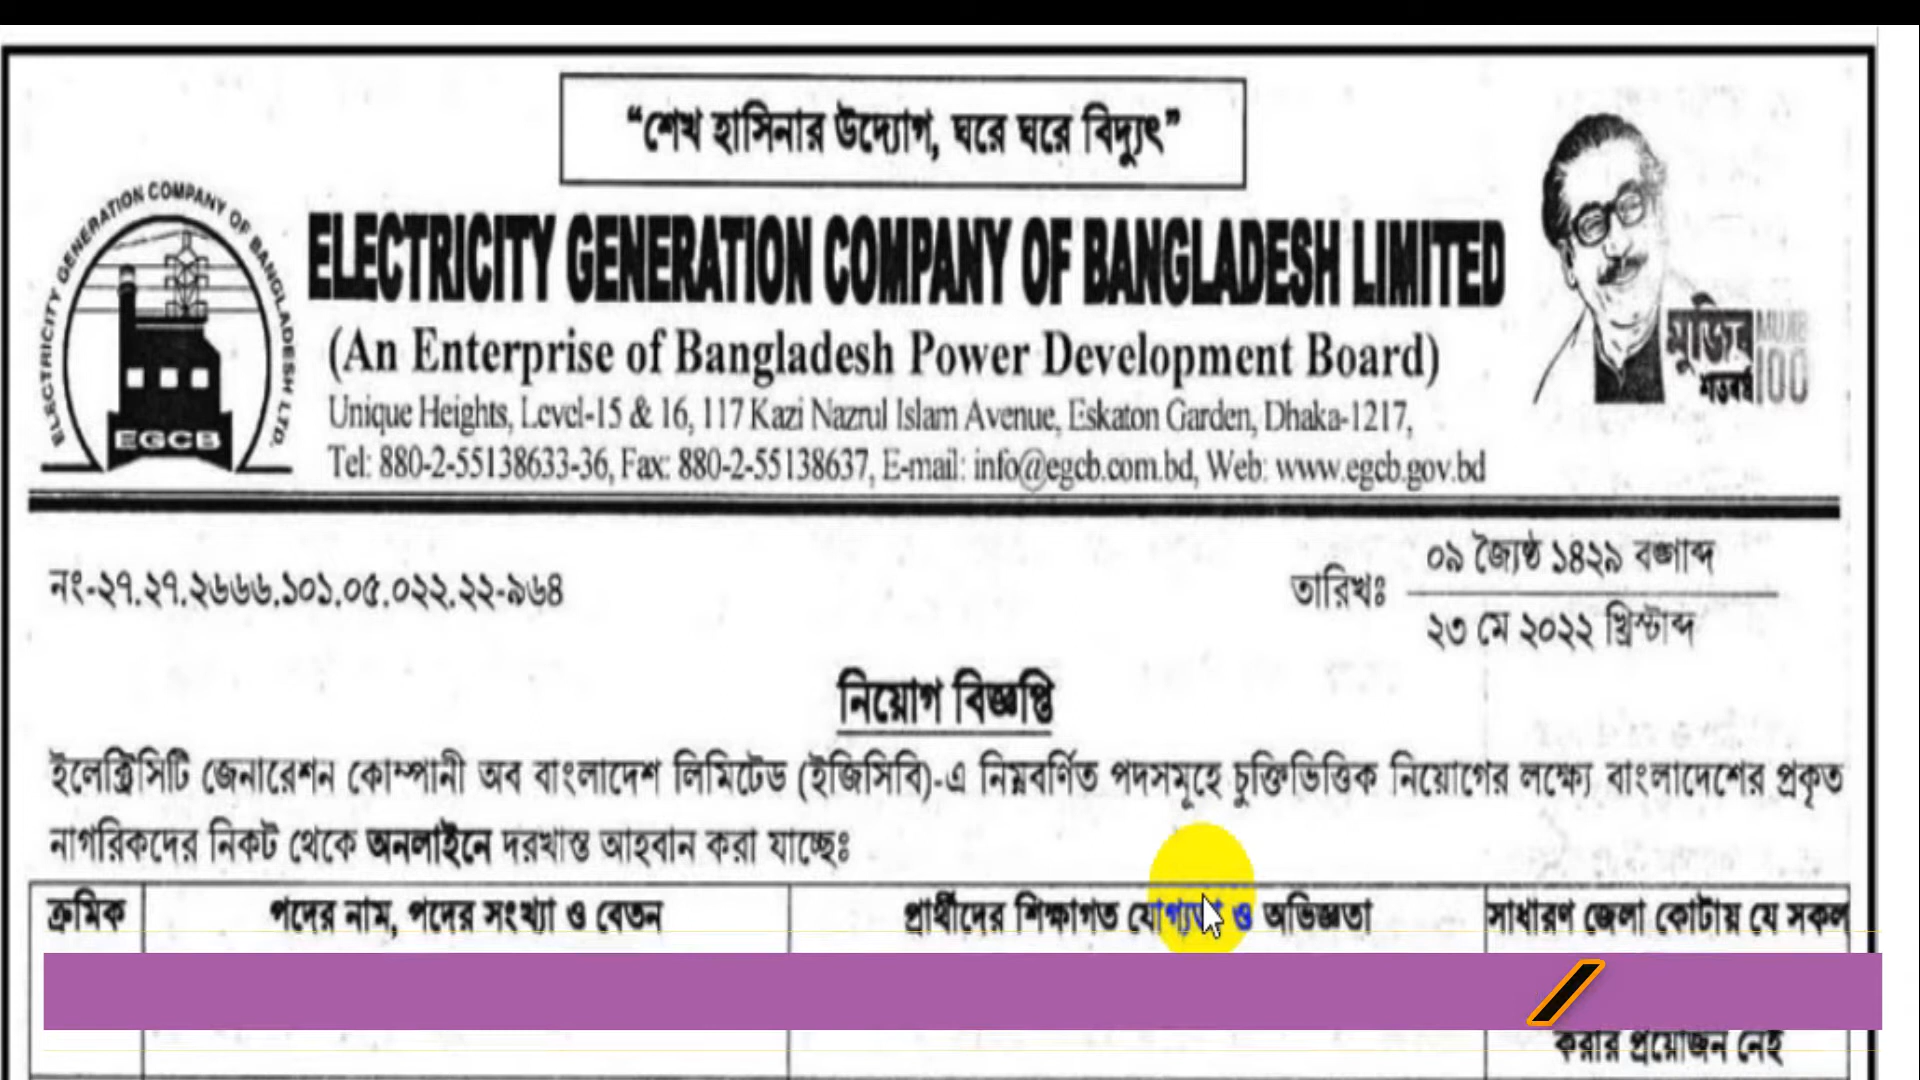 “শেখ হাসিনার উদ্যোগ, ঘরে ঘরে বিদ্যুৎ”
ELECTRICITY GENERATION COMPANY OF BANGLADESH LTD.
EGCB
ELECTRICITY GENERATION COMPANY OF BANGLADESH LIMITED
(An Enterprise of Bangladesh Power Development Board)
Unique Heights, Level-15 & 16, 117 Kazi Nazrul Islam Avenue, Eskaton Garden, Dhaka-1217,
Tel: 880-2-55138633-36, Fax: 880-2-55138637, E-mail: info@egcb.com.bd, Web: www.egcb.gov.bd
মুজিব MUJIB
শতবর্ষ 100
নং-২৭.২৭.২৬৬৬.১০১.০৫.০২২.২২-৯৬৪
তারিখঃ
০৯ জ্যৈষ্ঠ ১৪২৯ বঙ্গাব্দ
২৩ মে ২০২২ খ্রিস্টাব্দ
নিয়োগ বিজ্ঞপ্তি
ইলেক্ট্রিসিটি জেনারেশন কোম্পানী অব বাংলাদেশ লিমিটেড (ইজিসিবি)-এ নিম্নবর্ণিত পদসমূহে চুক্তিভিত্তিক নিয়োগের লক্ষ্যে বাংলাদেশের প্রকৃত
নাগরিকদের নিকট থেকে অনলাইনে দরখাস্ত আহবান করা যাচ্ছেঃ
ক্রমিক
পদের নাম, পদের সংখ্যা ও বেতন
প্রার্থীদের শিক্ষাগত যোগ্যতা ও অভিজ্ঞতা
সাধারণ জেলা কোটায় যে সকল
করার প্রয়োজন নেই